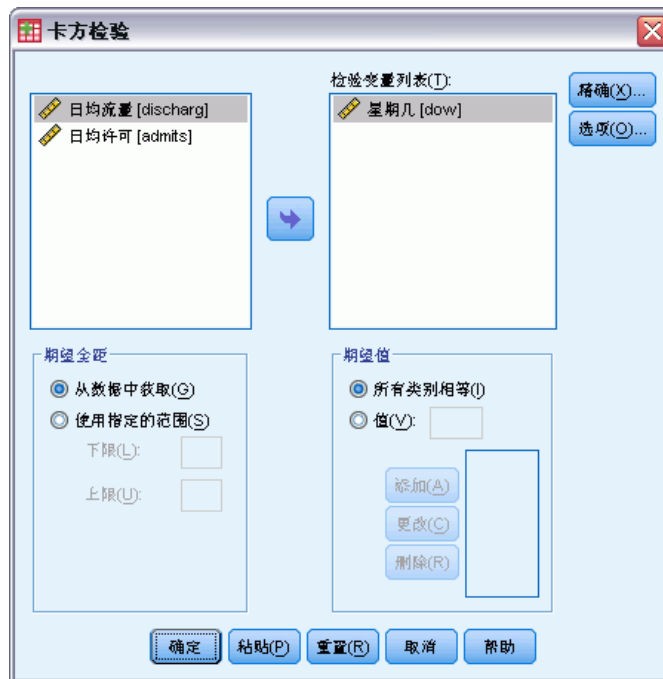 卡方检验
检验变量列表(T):
日均流量 [discharg]
日均许可 [admits]
星期几 [dow]
精确(X)...
选项(O)...
期望全距
从数据中获取(G)
使用指定的范围(S)
下限(L):
上限(U):
期望值
所有类别相等(I)
值(V):
添加(A)
更改(C)
删除(R)
确定
粘贴(P)
重置(R)
取消
帮助